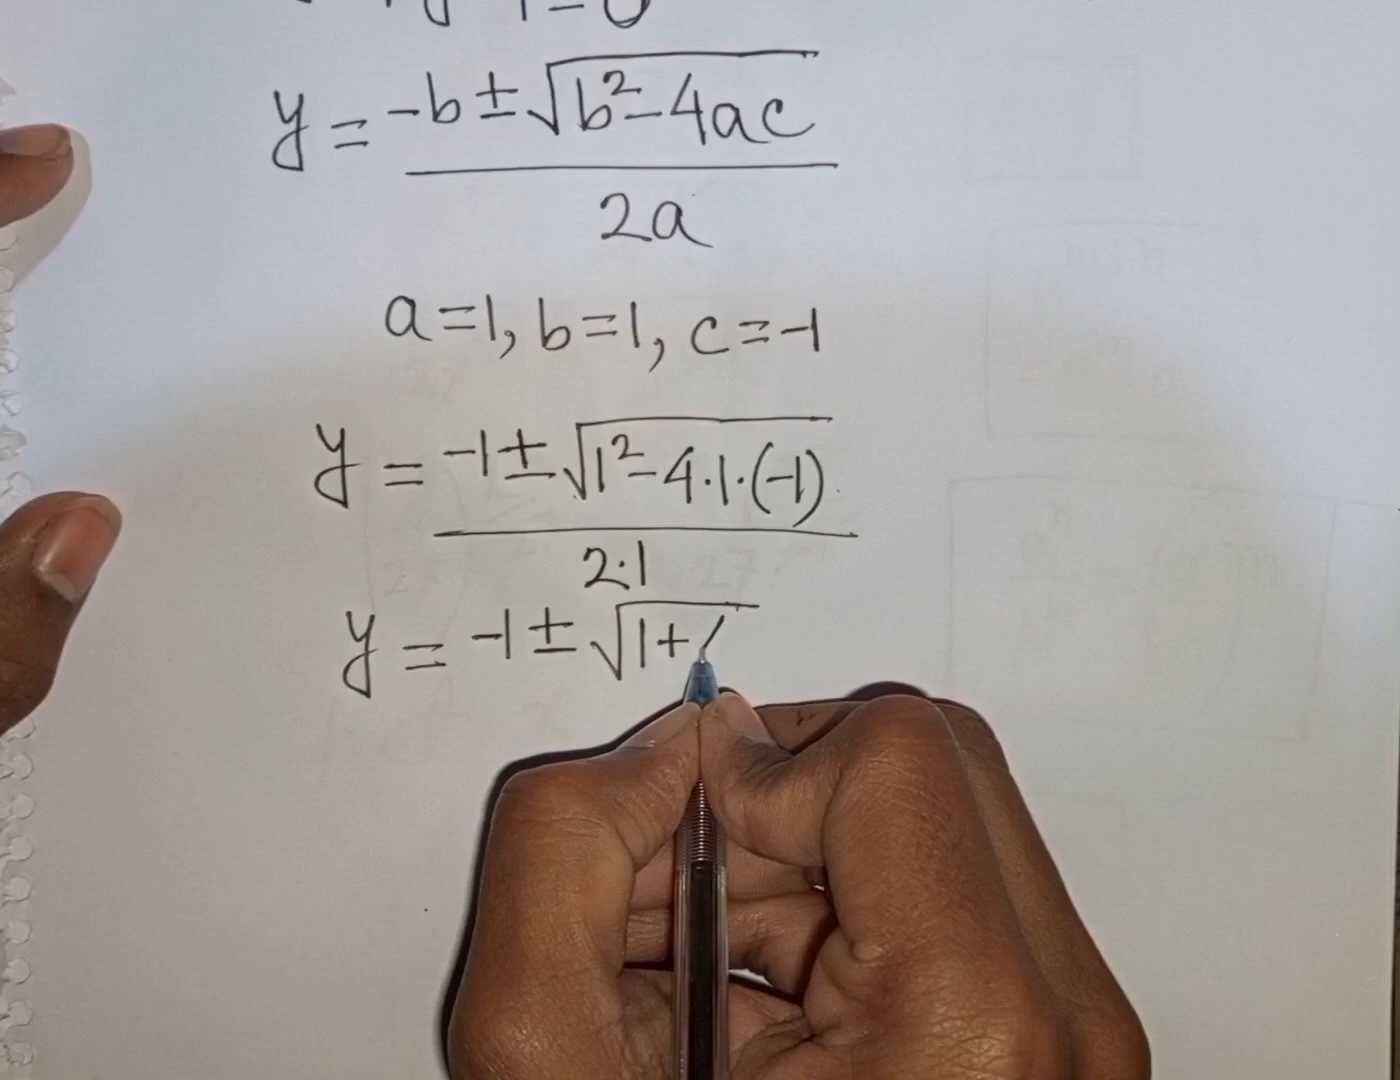 y = -b ± √b² - 4ac
2a
a = 1, b = 1, c = -1
y = -1 ± √1² - 4·1·(-1)
2·1
y = -1 ± √1 +